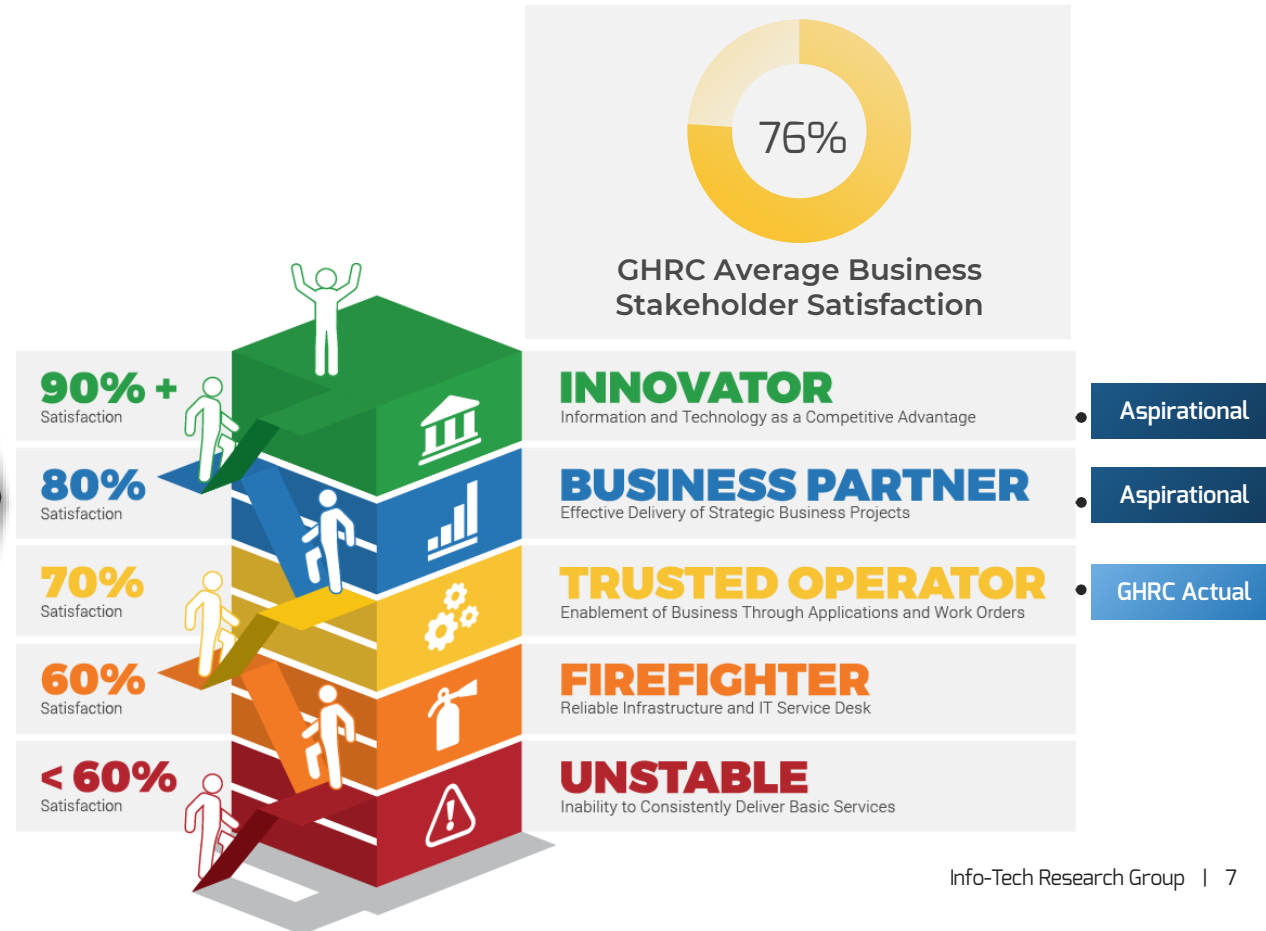 76%
GHRC Average Business
Stakeholder Satisfaction
90% +
Satisfaction
INNOVATOR
Information and Technology as a Competitive Advantage
Aspirational
80%
Satisfaction
BUSINESS PARTNER
Effective Delivery of Strategic Business Projects
Aspirational
70%
Satisfaction
TRUSTED OPERATOR
Enablement of Business Through Applications and Work Orders
GHRC Actual
60%
Satisfaction
FIREFIGHTER
Reliable Infrastructure and IT Service Desk
< 60%
Satisfaction
UNSTABLE
Inability to Consistently Deliver Basic Services
Info-Tech Research Group | 7